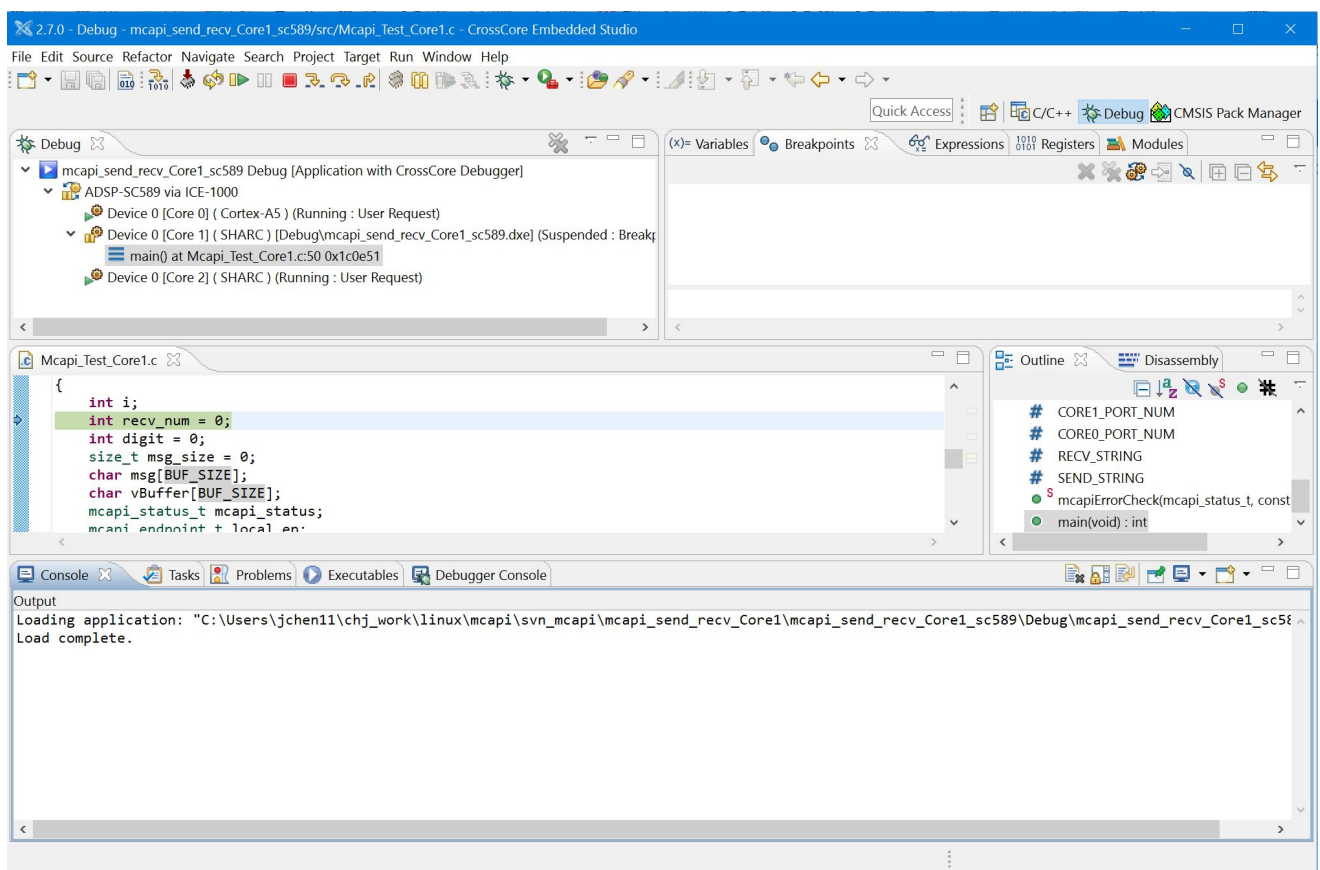 2.7.0 - Debug - mcapi_send_recv_Core1_sc589/src/Mcapi_Test_Core1.c - CrossCore Embedded Studio
File Edit Source Refactor Navigate Search Project Target Run Window Help
Quick Access C/C++ Debug CMSIS Pack Manager
Debug
mcapi_send_recv_Core1_sc589 Debug [Application with CrossCore Debugger]
ADSP-SC589 via ICE-1000
Device 0 [Core 0] ( Cortex-A5 ) (Running : User Request)
Device 0 [Core 1] ( SHARC ) [Debug\mcapi_send_recv_Core1_sc589.dxe] (Suspended : Breakp
main() at Mcapi_Test_Core1.c:50 0x1c0e51
Device 0 [Core 2] ( SHARC ) (Running : User Request)
(x)= Variables Breakpoints Expressions Registers Modules
Mcapi_Test_Core1.c
{
int i;
int recv_num = 0;
int digit = 0;
size_t msg_size = 0;
char msg[BUF_SIZE];
char vBuffer[BUF_SIZE];
mcapi_status_t mcapi_status;
mcapi_endpoint_t local_ep;
Outline Disassembly
# CORE1_PORT_NUM
# CORE0_PORT_NUM
# RECV_STRING
# SEND_STRING
S mcapiErrorCheck(mcapi_status_t, const
main(void) : int
Console Tasks Problems Executables Debugger Console
Output
Loading application: "C:\Users\jchen11\chj_work\linux\mcapi\svn_mcapi\mcapi_send_recv_Core1\mcapi_send_recv_Core1_sc589\Debug\mcapi_send_recv_Core1_sc58
Load complete.